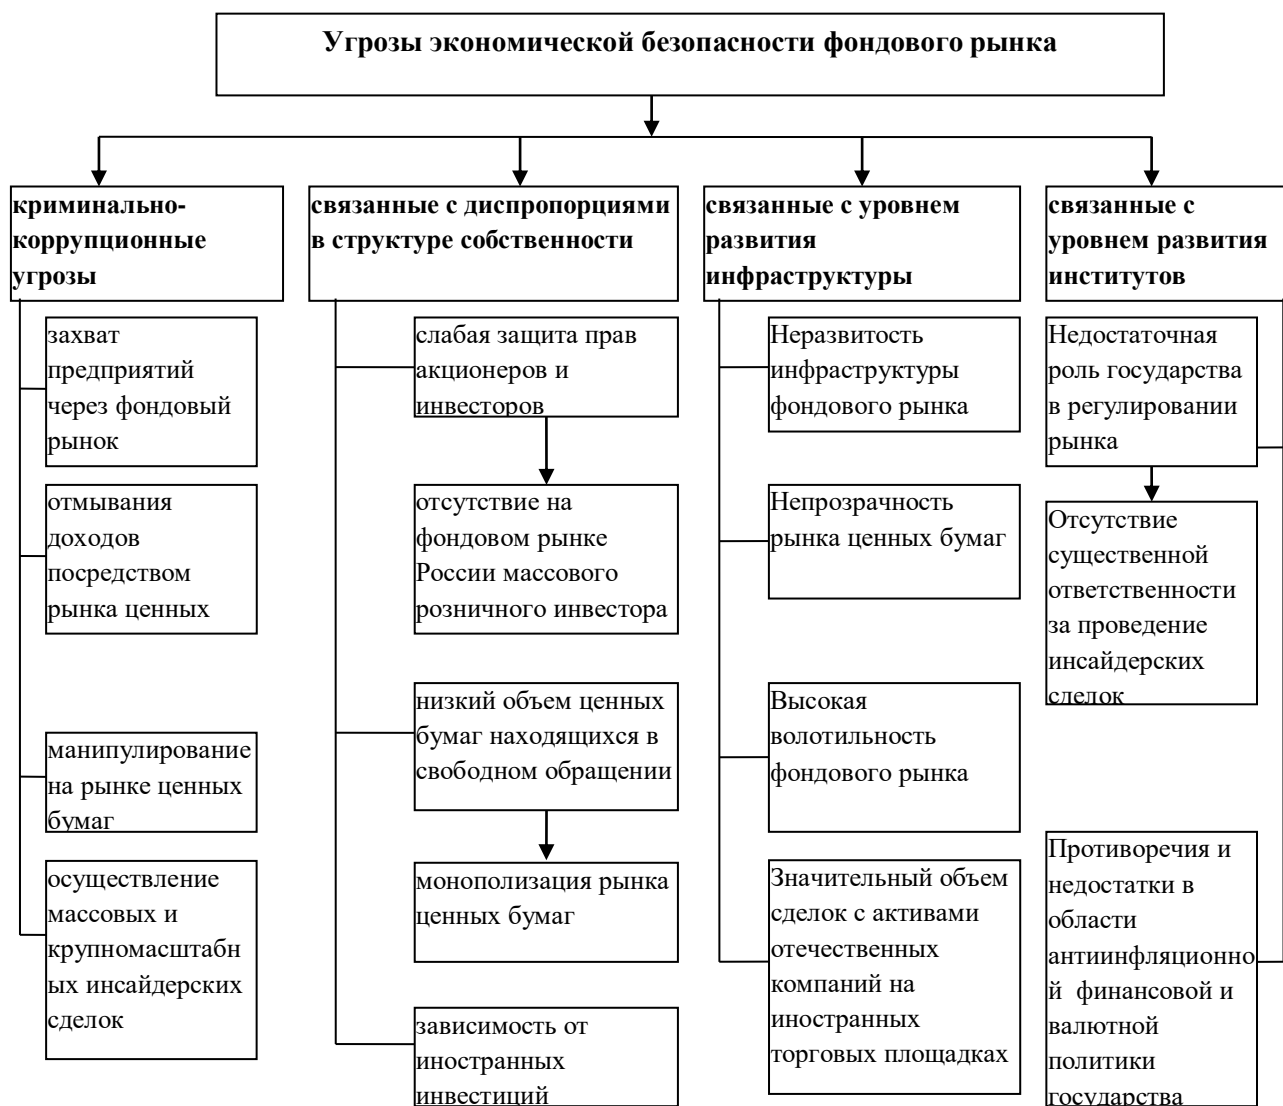 Угрозы экономической безопасности фондового рынка
криминально-
коррупционные
угрозы
захват
предприятий
через фондовый
рынок
отмывания
доходов
посредством
рынка ценных
манипулирование
на рынке ценных
бумаг
осуществление
массовых и
крупномасштабн
ых инсайдерских
сделок
связанные с диспропорциями
в структуре собственности
слабая защита прав
акционеров и
инвесторов
отсутствие на
фондовом рынке
России массового
розничного инвестора
низкий объем ценных
бумаг находящихся в
свободном обращении
монополизация рынка
ценных бумаг
зависимость от
иностранных
инвестиций
связанные с уровнем
развития
инфраструктуры
Неразвитость
инфраструктуры
фондового рынка
Непрозрачность
рынка ценных бумаг
Высокая
волотильность
фондового рынка
Значительный объем
сделок с активами
отечественных
компаний на
иностранных
торговых площадках
связанные с
уровнем развития
институтов
Недостаточная
роль государства
в регулировании
рынка
Отсутствие
существенной
ответственности
за проведение
инсайдерских
сделок
Противоречия и
недостатки в
области
антиинфляционно
й финансовой и
валютной
политики
государства